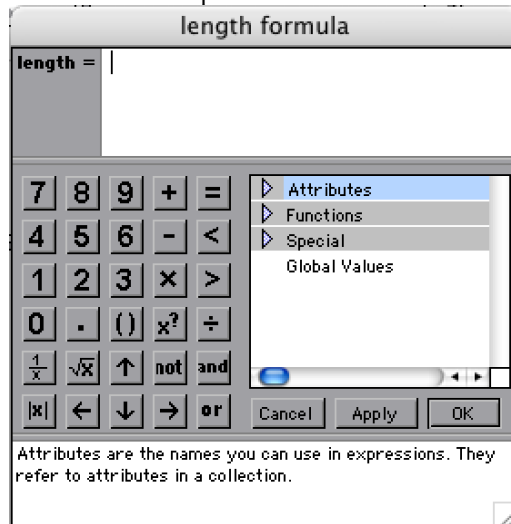 length formula
length =
7 8 9 + =
4 5 6 - <
1 2 3 × >
0 . () x? ÷
1/x √x ↑ not and
|x| ← ↓ → or
Attributes
Functions
Special
Global Values
Cancel Apply OK
Attributes are the names you can use in expressions. They
refer to attributes in a collection.